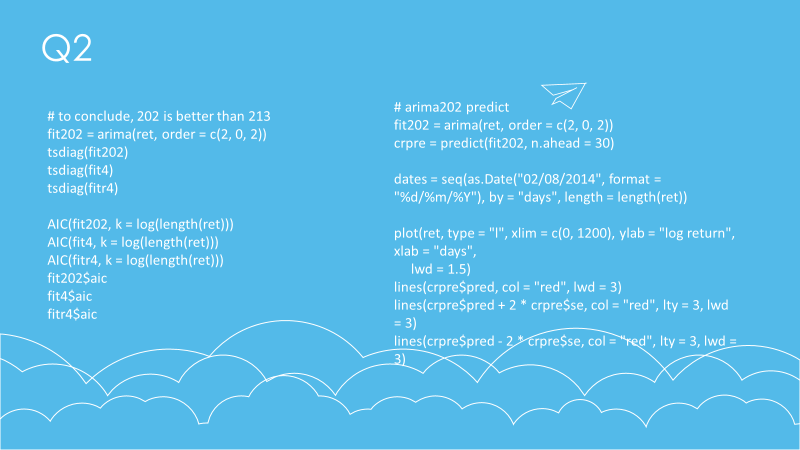 Q2
# to conclude, 202 is better than 213
fit202 = arima(ret, order = c(2, 0, 2))
tsdiag(fit202)
tsdiag(fit4)
tsdiag(fitr4)
AIC(fit202, k = log(length(ret)))
AIC(fit4, k = log(length(ret)))
AIC(fitr4, k = log(length(ret)))
fit202$aic
fit4$aic
fitr4$aic
# arima202 predict
fit202 = arima(ret, order = c(2, 0, 2))
crpre = predict(fit202, n.ahead = 30)
dates = seq(as.Date("02/08/2014", format =
"%d/%m/%Y"), by = "days", length = length(ret))
plot(ret, type = "l", xlim = c(0, 1200), ylab = "log return",
xlab = "days",
lwd = 1.5)
lines(crpre$pred, col = "red", lwd = 3)
lines(crpre$pred + 2 * crpre$se, col = "red", lty = 3, lwd
= 3)
lines(crpre$pred - 2 * crpre$se, col = "red", lty = 3, lwd =
3)